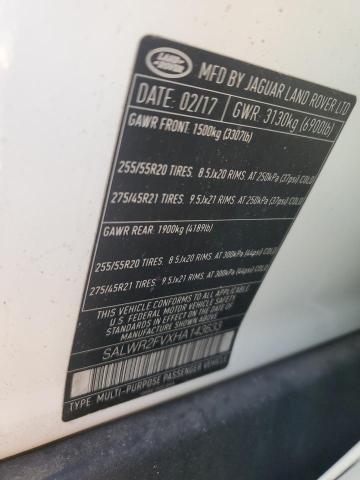 LAND ROVER
MFD BY JAGUAR LAND ROVER LTD
DATE: 02/17 GWR: 3130kg (6900lb)
GAWR FRONT: 1500kg (3307lb)
255/55R20 TIRES. 8.5Jx20 RIMS. AT 250kPA (37psi) COLD
275/45R21 TIRES. 9.5Jx21 RIMS. AT 250kPA (37psi) COLD
GAWR REAR: 1900kg (4189lb)
255/55R20 TIRES. 8.5Jx20 RIMS. AT 300kPA (44psi) COLD
275/45R21 TIRES. 9.5Jx21 RIMS. AT 300kPA (44psi) COLD
THIS VEHICLE CONFORMS TO ALL APPLICABLE
U.S. FEDERAL MOTOR VEHICLE SAFETY
STANDARDS IN EFFECT ON THE DATE OF
MANUFACTURE SHOWN ABOVE
SALWR2FVXHA143633
TYPE: MULTI-PURPOSE PASSENGER VEHICLE